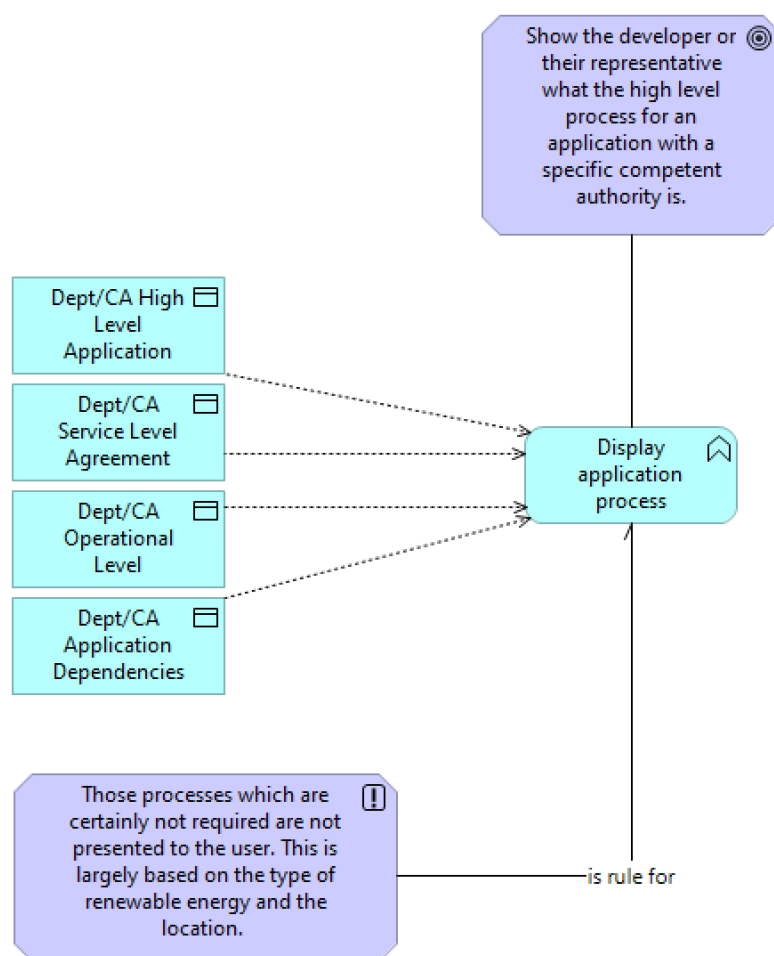 Show the developer or
their representative
what the high level
process for an
application with a
specific competent
authority is.
Dept/CA High
Level
Application
Dept/CA
Service Level
Agreement
Dept/CA
Operational
Level
Dept/CA
Application
Dependencies
Display
application
process
Those processes which are
certainly not required are not
presented to the user. This is
largely based on the type of
renewable energy and the
location.
is rule for